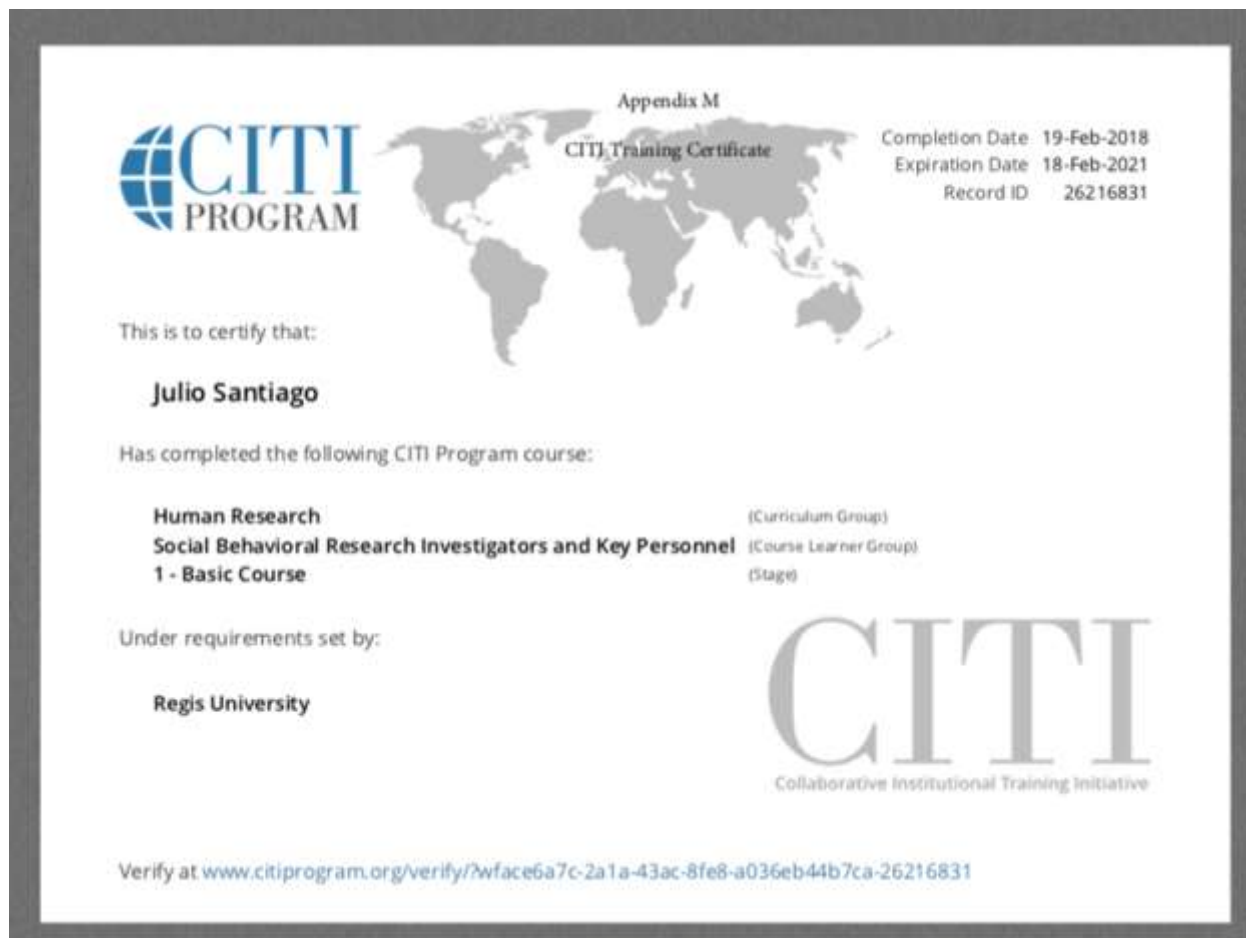 Appendix M
CITI Training Certificate
CITI
PROGRAM
Completion Date 19-Feb-2018
Expiration Date 18-Feb-2021
Record ID 26216831
This is to certify that:
Julio Santiago
Has completed the following CITI Program course:
Human Research (Curriculum Group)
Social Behavioral Research Investigators and Key Personnel (Course Learner Group)
1 - Basic Course (Stage)
Under requirements set by:
Regis University
CITI
Collaborative Institutional Training Initiative
Verify at www.citiprogram.org/verify/?wface6a7c-2a1a-43ac-8fe8-a036eb44b7ca-26216831